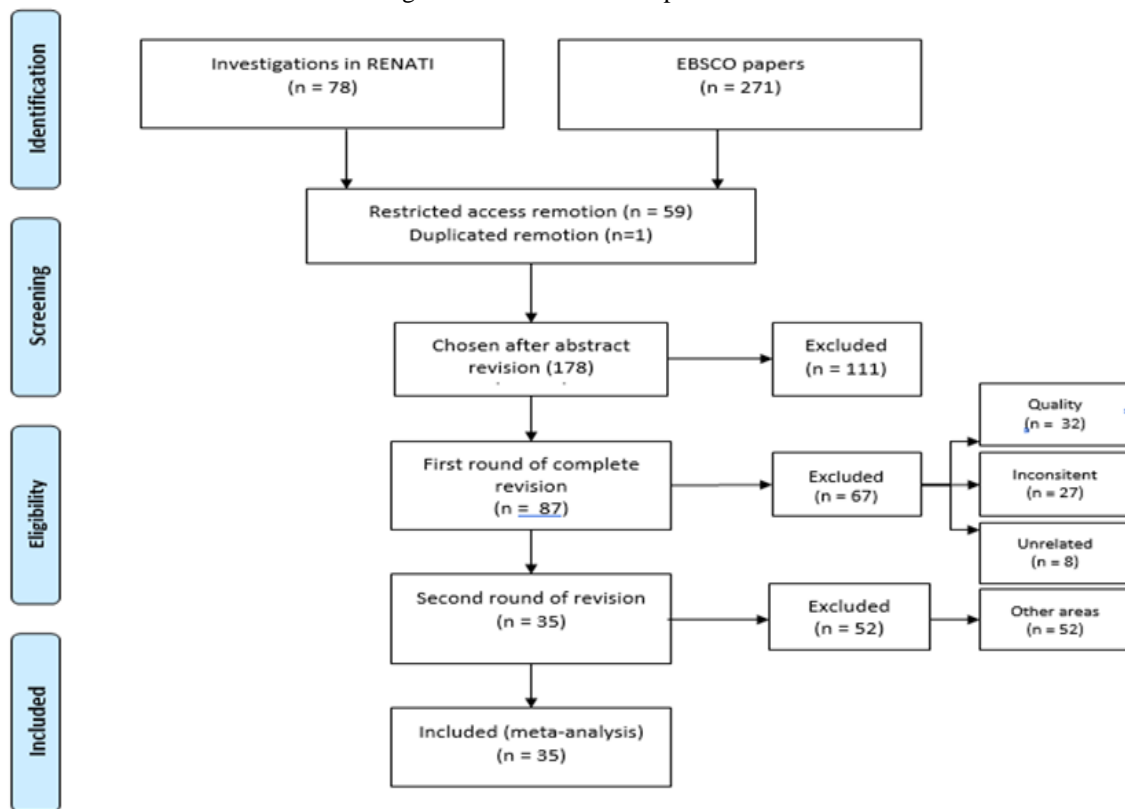 Identification
Investigations in RENATI
(n = 78)
EBSCO papers
(n = 271)
Restricted access remotion (n = 59)
Duplicated remotion (n=1)
Screening
Chosen after abstract
revision (178)
Excluded
(n = 111)
Eligibility
First round of complete
revision
(n = 87)
Excluded
(n = 67)
Quality
(n = 32)
Inconsitent
(n = 27)
Unrelated
(n = 8)
Second round of revision
(n = 35)
Excluded
(n = 52)
Other areas
(n = 52)
Included
Included (meta-analysis)
(n = 35)